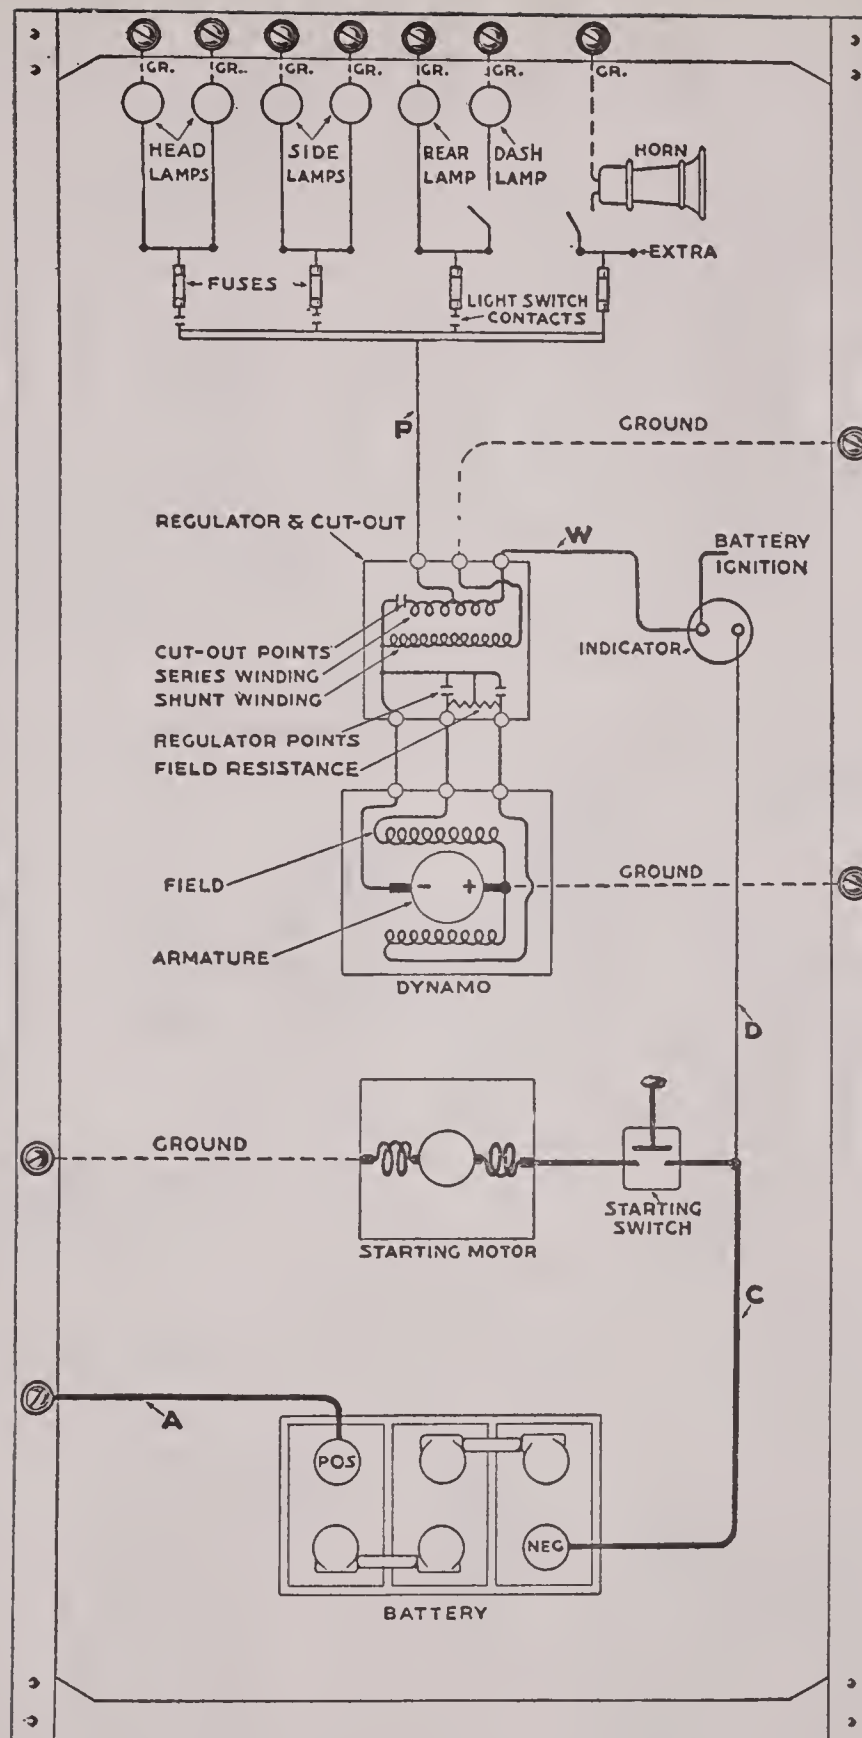 GR. GR. GR. GR. GR. GR. GR.
HEAD LAMPS
SIDE LAMPS
REAR LAMP
DASH LAMP
HORN
EXTRA
FUSES
LIGHT SWITCH
CONTACTS
P
GROUND
REGULATOR & CUT-OUT
W
BATTERY
IGNITION
INDICATOR
CUT-OUT POINTS
SERIES WINDING
SHUNT WINDING
REGULATOR POINTS
FIELD RESISTANCE
FIELD
- +
GROUND
ARMATURE
DYNAMO
D
GROUND
STARTING MOTOR
STARTING
SWITCH
C
A
POS
NEG
BATTERY